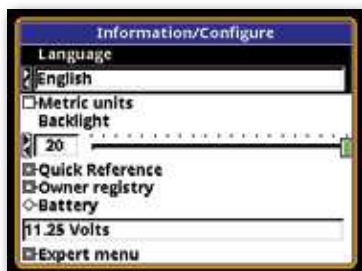 Information/Configure
Language
English
Metric units
Backlight
20
Quick Reference
Owner registry
Battery
11.25 Volts
Expert menu